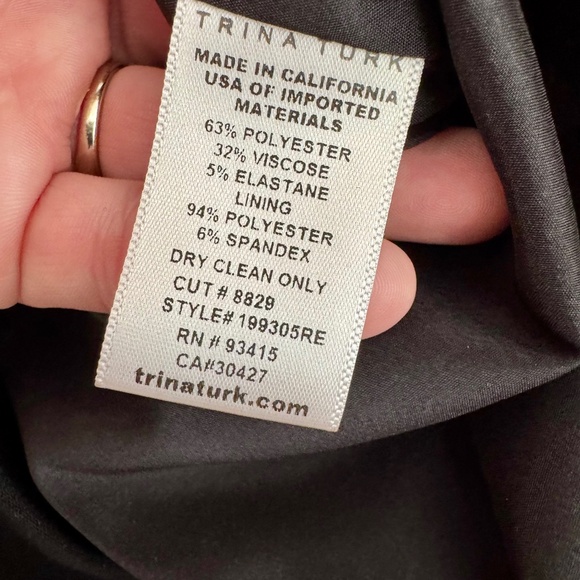 TRINA TURK
MADE IN CALIFORNIA
USA OF IMPORTED
MATERIALS
63% POLYESTER
32% VISCOSE
5% ELASTANE
LINING
94% POLYESTER
6% SPANDEX
DRY CLEAN ONLY
CUT # 8829
STYLE# 199305RE
RN # 93415
CA#30427
trinaturk.com